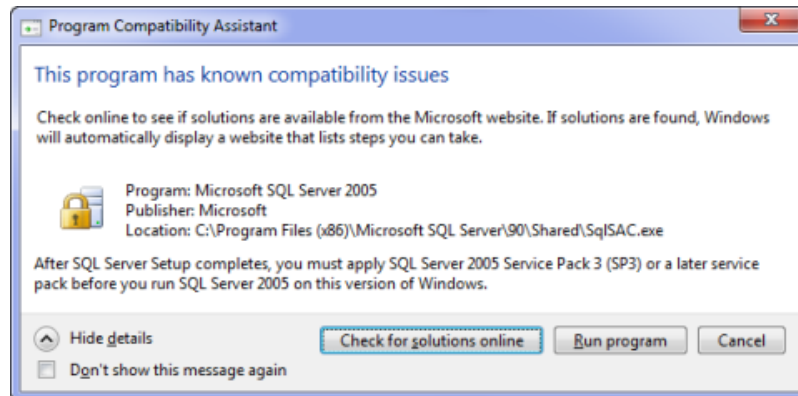 Program Compatibility Assistant
This program has known compatibility issues
Check online to see if solutions are available from the Microsoft website. If solutions are found, Windows
will automatically display a website that lists steps you can take.
Program: Microsoft SQL Server 2005
Publisher: Microsoft
Location: C:\Program Files (x86)\Microsoft SQL Server\90\Shared\SqlSAC.exe
After SQL Server Setup completes, you must apply SQL Server 2005 Service Pack 3 (SP3) or a later service
pack before you run SQL Server 2005 on this version of Windows.
Hide details Check for solutions online Run program Cancel
Don't show this message again